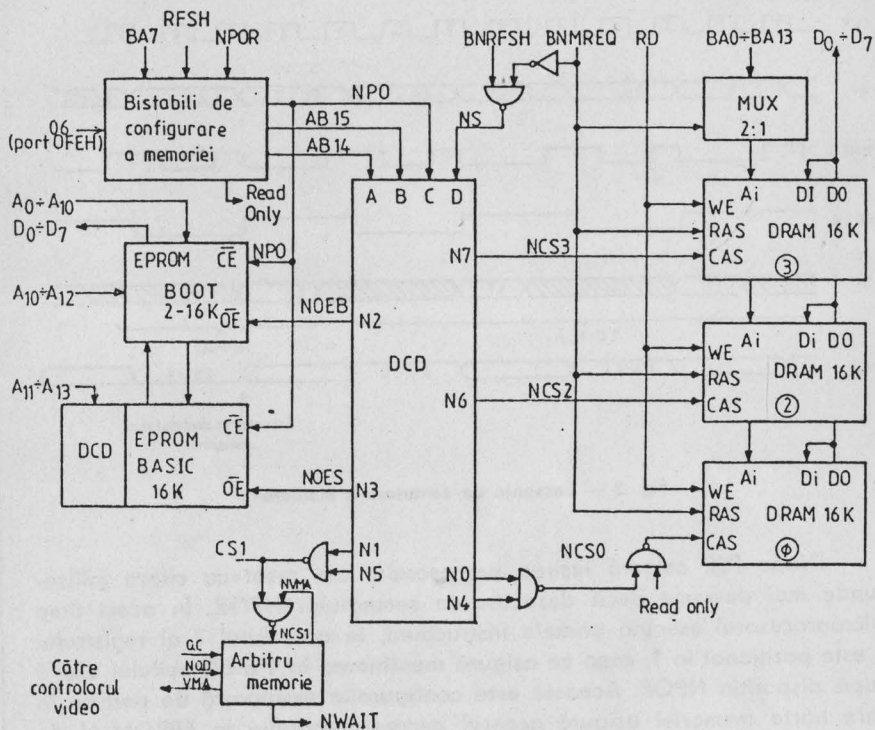 RFSH
BA7 NPOR
BNRFSH BNMREQ RD BA0÷BA13 D0÷D7
Bistabili de
configurare
a memoriei
Q6
(port OFEH)
NPO
AB15
AB14
NS
MUX
2:1
Read
Only
A B C D
A0÷A10
D0÷D7
EPROM CE
BOOT
2-16K OE
NPO
A10÷A12
NOEB
N2
DCD
N7 NCS3
Ai DI DO
WE
RAS DRAM 16K
CAS
3
Ai Di DO
WE
RAS DRAM 16K
CAS
2
N6 NCS2
A11÷A13
DCD
EPROM CE
BASIC
16K OE
NOES
N3
Ai Di DO
WE
RAS DRAM 16K
CAS
φ
CS1
N1
N5
NVMA
NCS1
N0
N4
NCS0
Read only
Către
controlorul
video
VMA
Arbitru
memorie
NWAIT